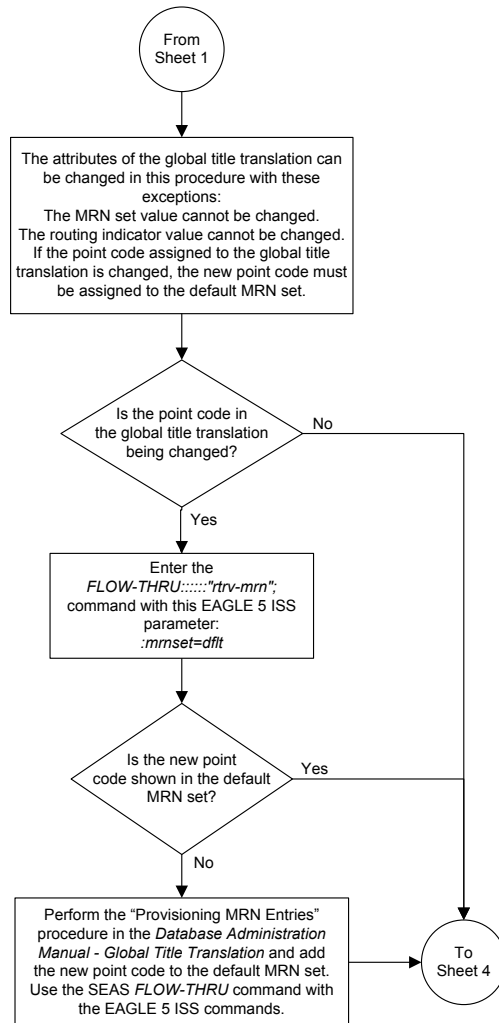 From
Sheet 1
The attributes of the global title translation can
be changed in this procedure with these
exceptions:
The MRN set value cannot be changed.
The routing indicator value cannot be changed.
If the point code assigned to the global title
translation is changed, the new point code must
be assigned to the default MRN set.
Is the point code in
the global title translation
being changed?
No
Yes
Enter the
FLOW-THRU::::::"rtrv-mrn";
command with this EAGLE 5 ISS
parameter:
:mrnset=dflt
Is the new point
code shown in the default
MRN set?
Yes
No
Perform the “Provisioning MRN Entries”
procedure in the Database Administration
Manual - Global Title Translation and add
the new point code to the default MRN set.
Use the SEAS FLOW-THRU command with
the EAGLE 5 ISS commands.
To
Sheet 4